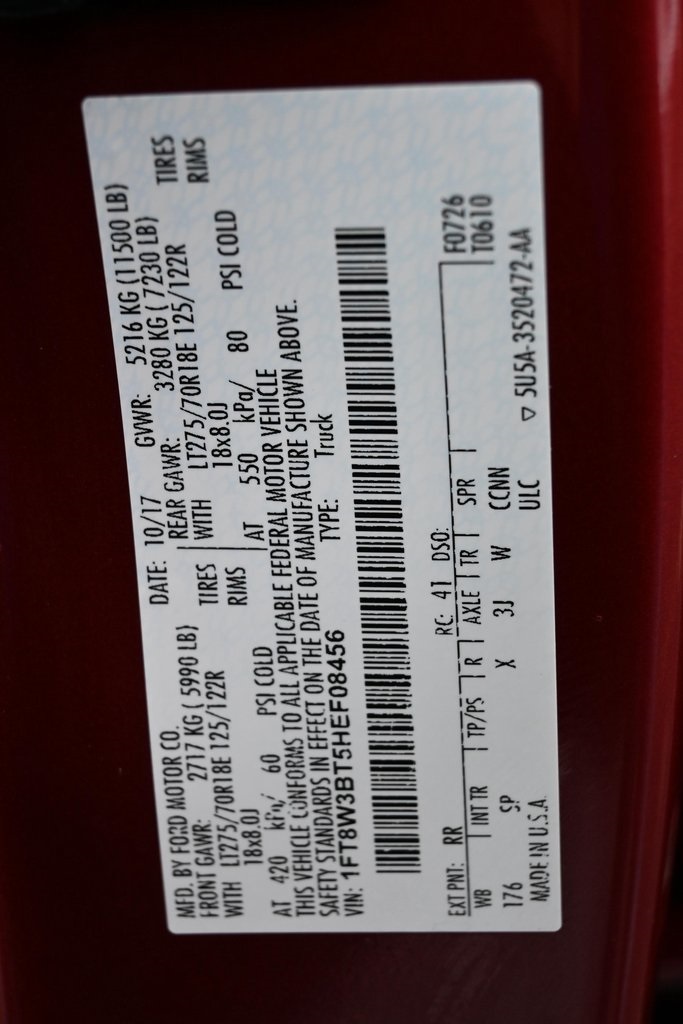 MFD. BY FORD MOTOR CO.
DATE: 10/17 GVWR: 5216 KG (11500 LB)
FRONT GAWR: 2717 KG ( 5990 LB)
REAR GAWR: 3280 KG ( 7230 LB)
WITH LT275/70R18E 125/122R TIRES
WITH LT275/70R18E 125/122R TIRES
18x8.0J RIMS
18x8.0J RIMS
AT 420 kPa/ 60 PSI COLD
AT 550 kPa/ 80 PSI COLD
THIS VEHICLE CONFORMS TO ALL APPLICABLE FEDERAL MOTOR VEHICLE
SAFETY STANDARDS IN EFFECT ON THE DATE OF MANUFACTURE SHOWN ABOVE.
VIN: 1FT8W3BT5HEF08456 TYPE: Truck
EXT PNT: RR RC: 41 DSO: F0726
WB INT TR TP/PS R AXLE TR SPR T0610
176 SP X 3J W CCNN
MADE IN U.S.A. ULC ▽ 5U5A-3520472-AA